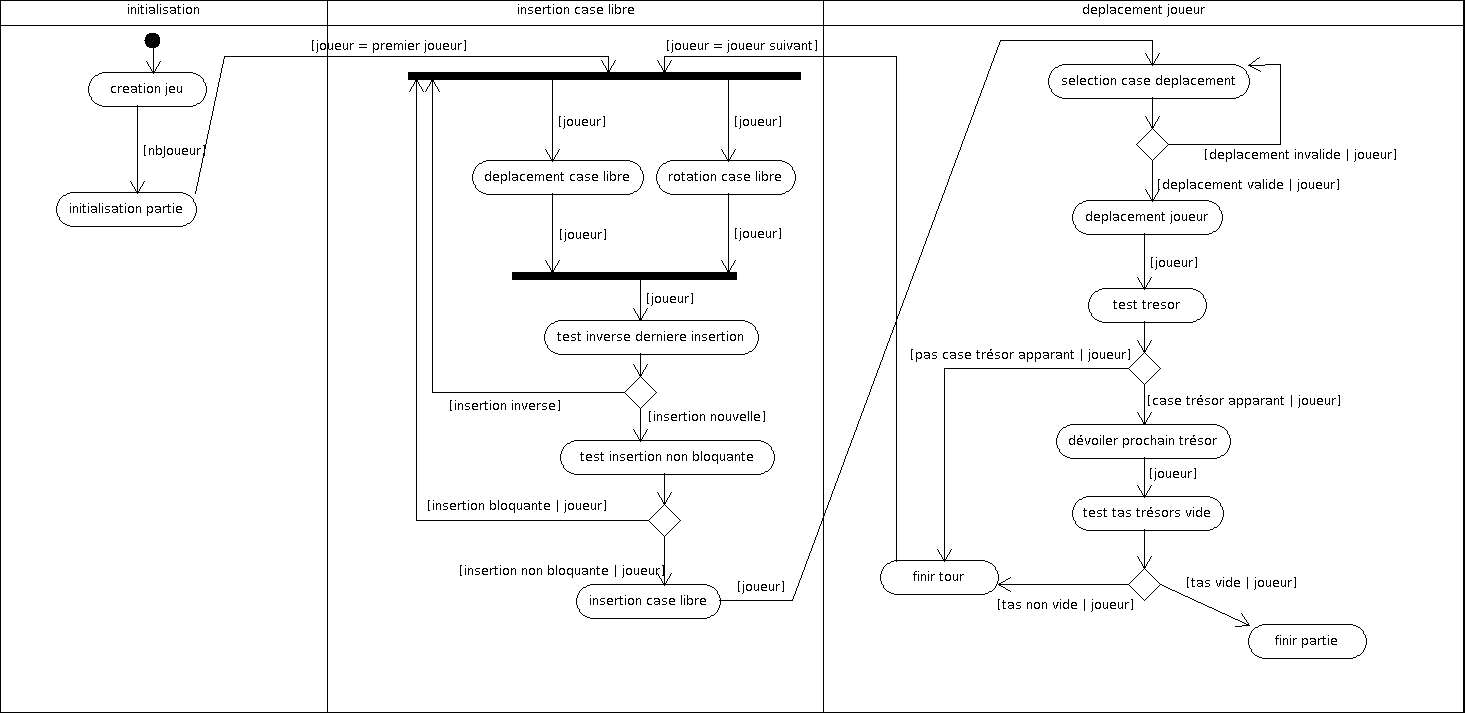 initialisation
insertion case libre
deplacement joueur
[joueur = premier joueur]
[joueur = joueur suivant]
creation jeu
[nbJoueur]
initialisation partie
[joueur]
[joueur]
deplacement case libre
rotation case libre
[joueur]
[joueur]
[joueur]
test inverse derniere insertion
[insertion inverse]
[insertion nouvelle]
test insertion non bloquante
[insertion bloquante | joueur]
[insertion non bloquante | joueur]
insertion case libre
[joueur]
selection case deplacement
[deplacement invalide | joueur]
[deplacement valide | joueur]
deplacement joueur
[joueur]
test tresor
[pas case trésor apparant | joueur]
[case trésor apparant | joueur]
dévoiler prochain trésor
[joueur]
test tas trésors vide
finir tour
[tas vide | joueur]
[tas non vide | joueur]
finir partie